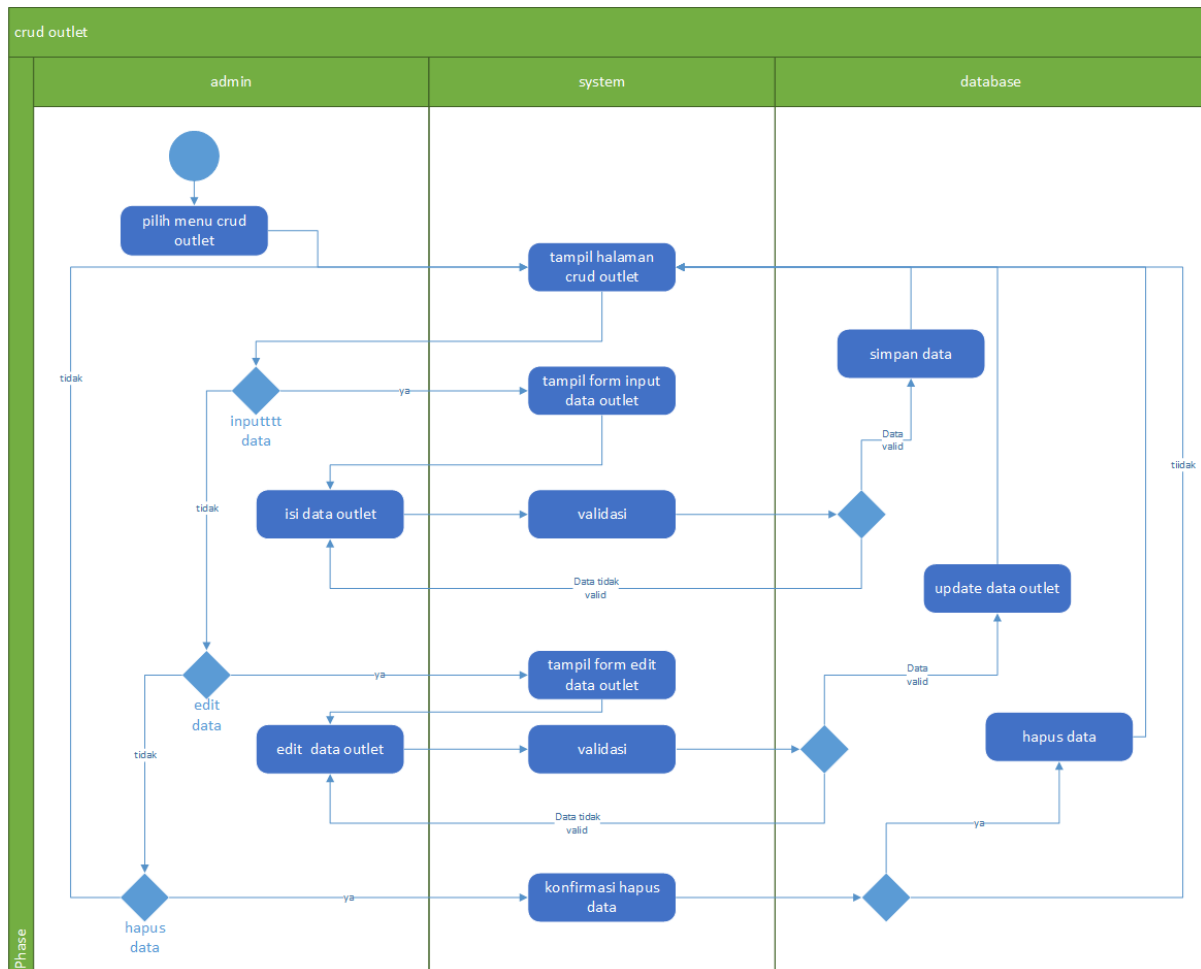 crud outlet
admin
system
database
pilih menu crud
outlet
tampil halaman
crud outlet
simpan data
tidak
ya
tampil form input
data outlet
inputttt
data
Data
valid
tiidak
tidak
isi data outlet
validasi
Data tidak
valid
update data outlet
tampil form edit
data outlet
ya
Data
valid
edit
data
edit  data outlet
validasi
hapus data
tidak
Data tidak
valid
ya
konfirmasi hapus
data
ya
hapus
data
Phase